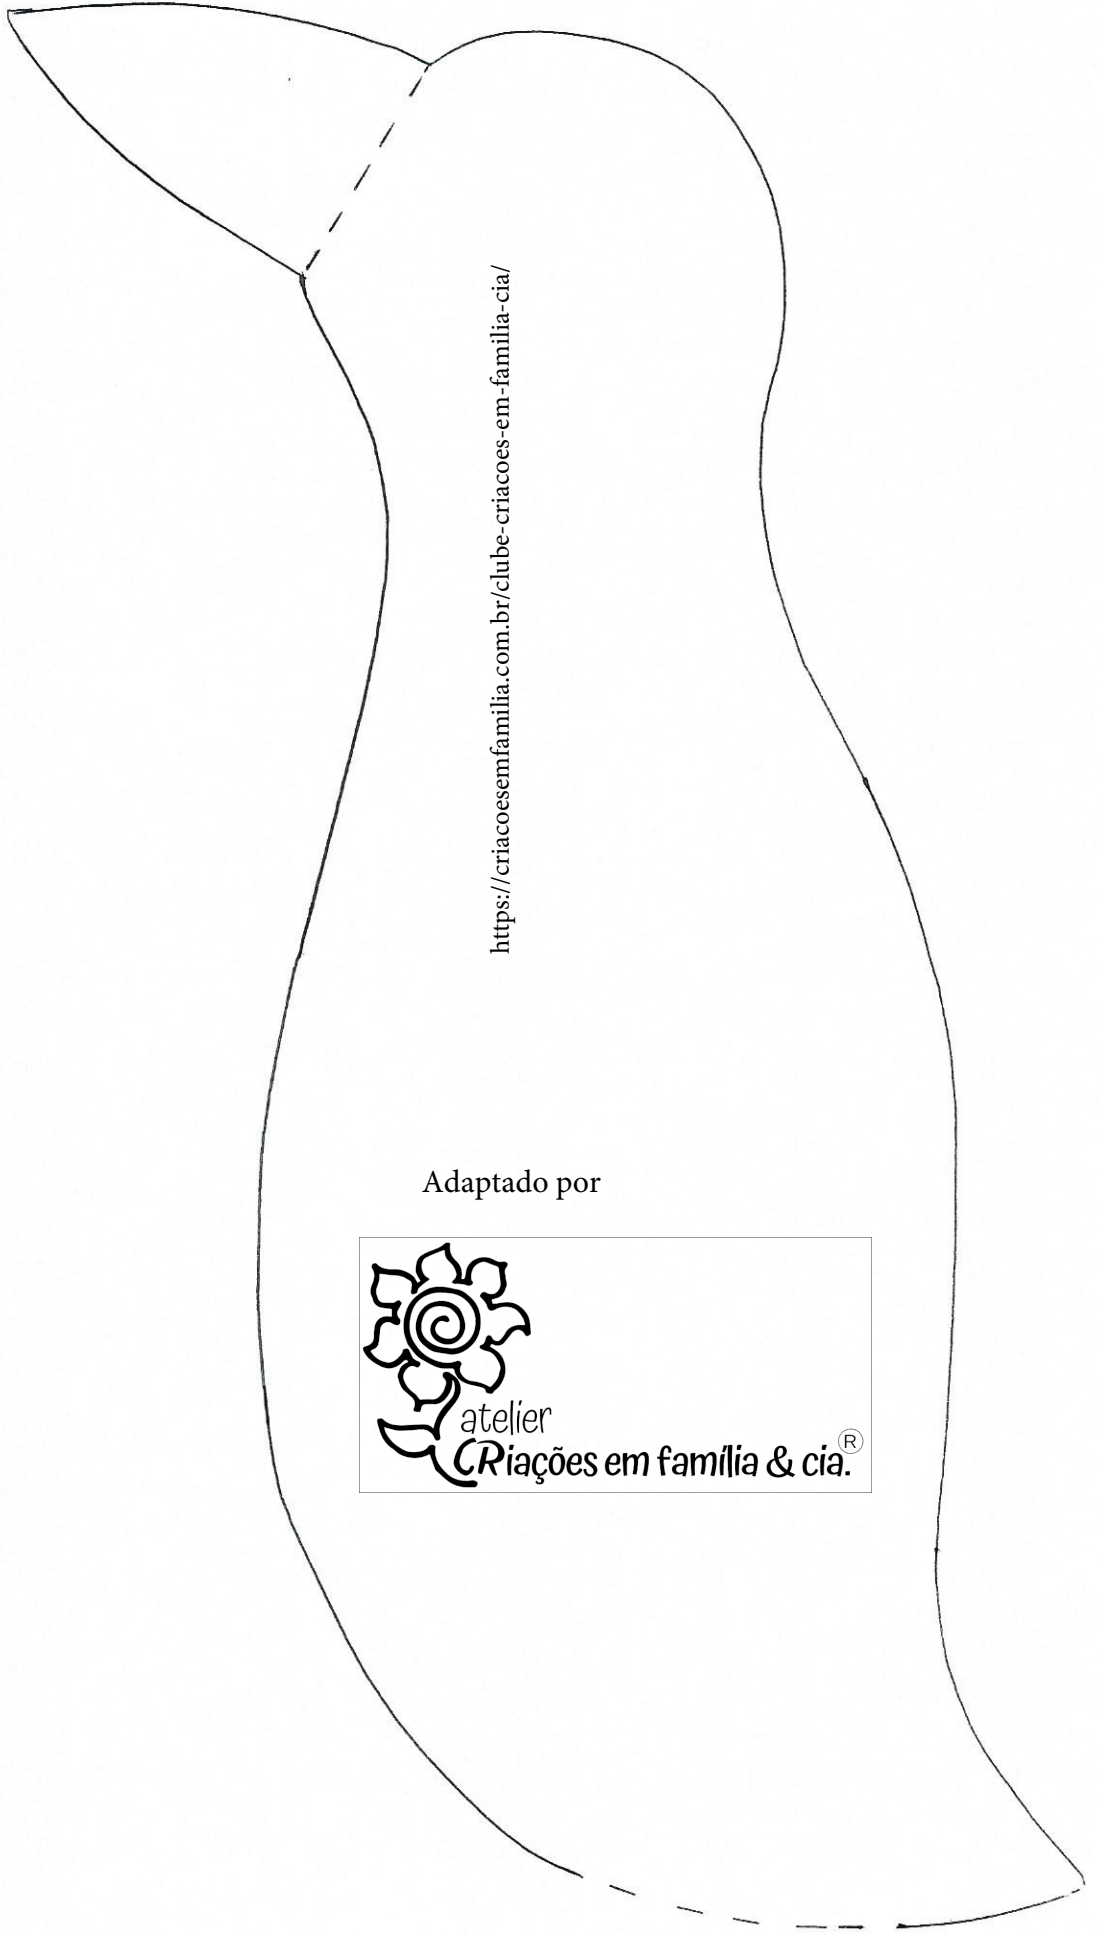 https://criacoesemfamilia.com.br/clube-criacoes-em-familia-cia/
Adaptado por
atelier
CRiações em família & cia.®